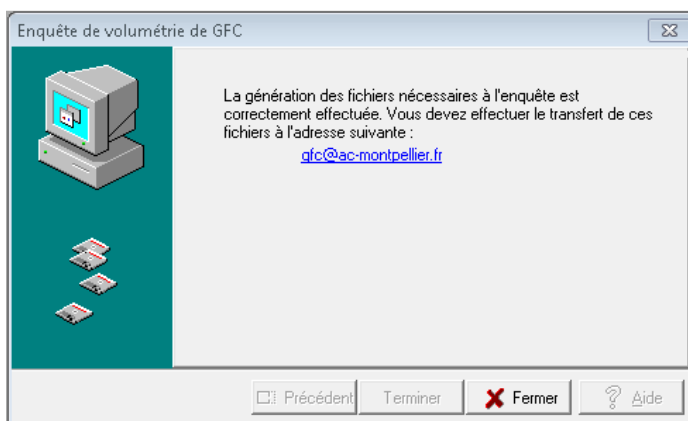 Enquête de volumétrie de GFC
La génération des fichiers nécessaires à l'enquête est
correctement effectuée. Vous devez effectuer le transfert de ces
fichiers à l'adresse suivante :
gfc@ac-montpellier.fr
Précédent Terminer Fermer Aide